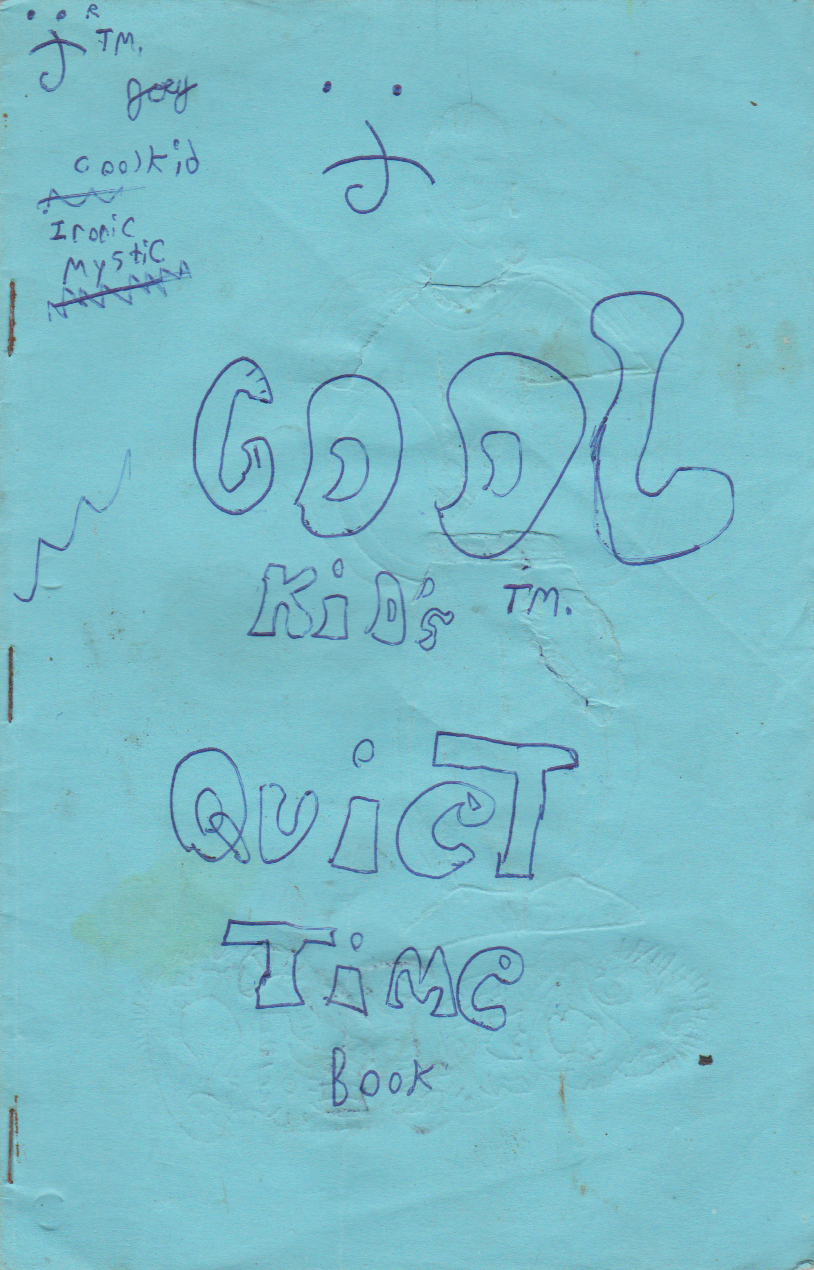 R
TM.
Joey
Coolkid
Ironic
Mystic
COOL
KiD's TM.
QUieT
TiMe
BOOK